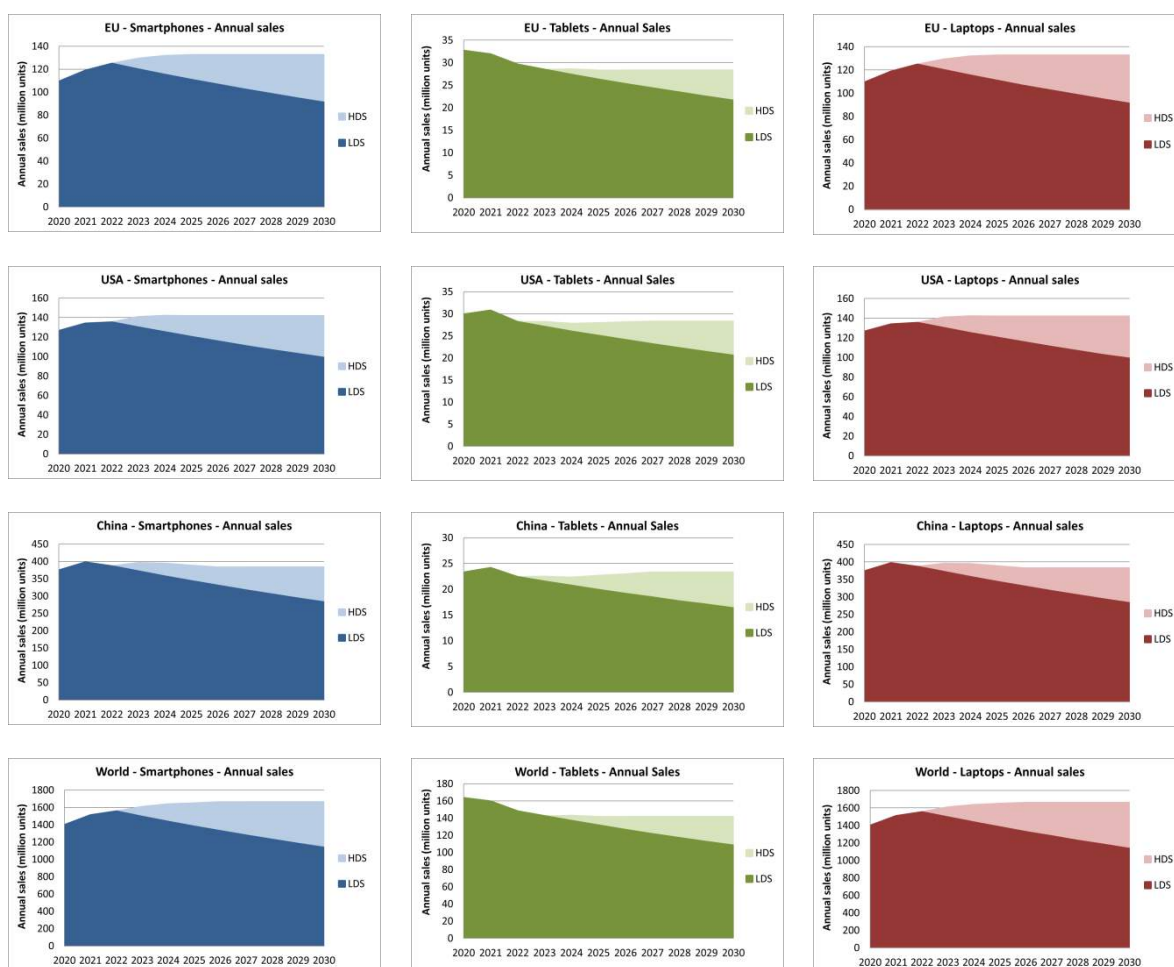 EU - Smartphones - Annual sales
Annual sales (million units)
140
120
100
80
60
40
20
0
2020 2021 2022 2023 2024 2025 2026 2027 2028 2029 2030
HDS
LDS
EU - Tablets - Annual Sales
Annual sales (million units)
35
30
25
20
15
10
5
0
2020 2021 2022 2023 2024 2025 2026 2027 2028 2029 2030
HDS
LDS
EU - Laptops - Annual sales
Annual sales (million units)
140
120
100
80
60
40
20
0
2020 2021 2022 2023 2024 2025 2026 2027 2028 2029 2030
HDS
LDS
USA - Smartphones - Annual sales
Annual sales (million units)
160
140
120
100
80
60
40
20
0
2020 2021 2022 2023 2024 2025 2026 2027 2028 2029 2030
HDS
LDS
USA - Tablets - Annual Sales
Annual sales (million units)
35
30
25
20
15
10
5
0
2020 2021 2022 2023 2024 2025 2026 2027 2028 2029 2030
HDS
LDS
USA - Laptops - Annual sales
Annual sales (million units)
160
140
120
100
80
60
40
20
0
2020 2021 2022 2023 2024 2025 2026 2027 2028 2029 2030
HDS
LDS
China - Smartphones - Annual sales
Annual sales (million units)
450
400
350
300
250
200
150
100
50
0
2020 2021 2022 2023 2024 2025 2026 2027 2028 2029 2030
HDS
LDS
China - Tablets - Annual Sales
Annual sales (million units)
30
25
20
15
10
5
0
2020 2021 2022 2023 2024 2025 2026 2027 2028 2029 2030
HDS
LDS
China - Laptops - Annual sales
Annual sales (million units)
450
400
350
300
250
200
150
100
50
0
2020 2021 2022 2023 2024 2025 2026 2027 2028 2029 2030
HDS
LDS
World - Smartphones - Annual sales
Annual sales (million units)
1800
1600
1400
1200
1000
800
600
400
200
0
2020 2021 2022 2023 2024 2025 2026 2027 2028 2029 2030
HDS
LDS
World - Tablets - Annual Sales
Annual sales (million units)
180
160
140
120
100
80
60
40
20
0
2020 2021 2022 2023 2024 2025 2026 2027 2028 2029 2030
HDS
LDS
World - Laptops - Annual sales
Annual sales (million units)
1800
1600
1400
1200
1000
800
600
400
200
0
2020 2021 2022 2023 2024 2025 2026 2027 2028 2029 2030
HDS
LDS